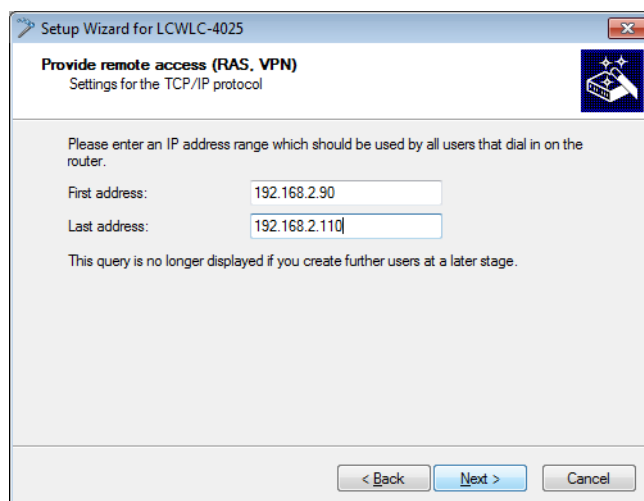 Setup Wizard for LCWLC-4025
Provide remote access (RAS, VPN)
Settings for the TCP/IP protocol
Please enter an IP address range which should be used by all users that dial in on the
router.
First address: 192.168.2.90
Last address: 192.168.2.110
This query is no longer displayed if you create further users at a later stage.
< Back Next > Cancel